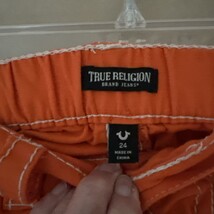 TRUE RELIGION
BRAND JEANS
24
MADE IN
CHINA